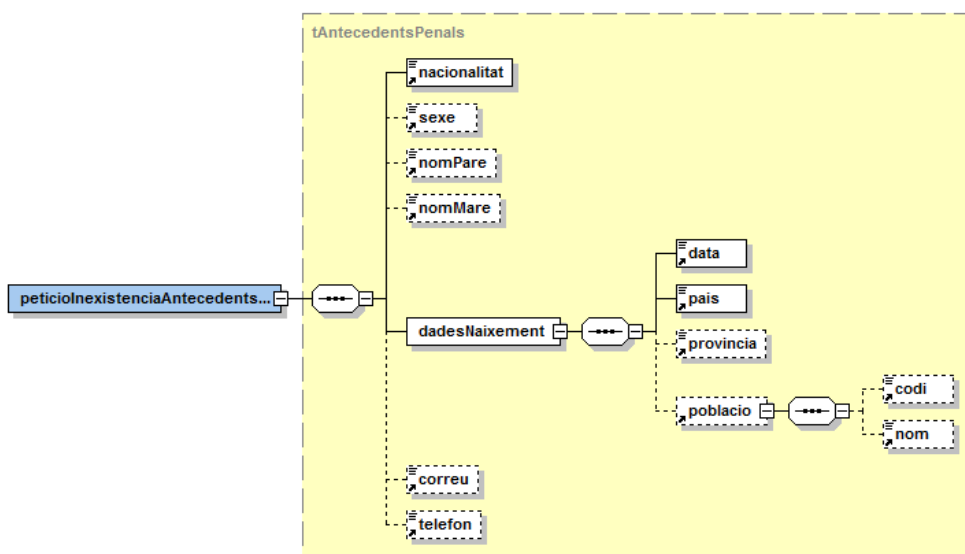 tAntecedentsPenals
nacionalitat
sexe
nomPare
nomMare
peticioInexistenciaAntecedents...
dadesNaixement
data
pais
provincia
poblacio
codi
nom
correu
telefon